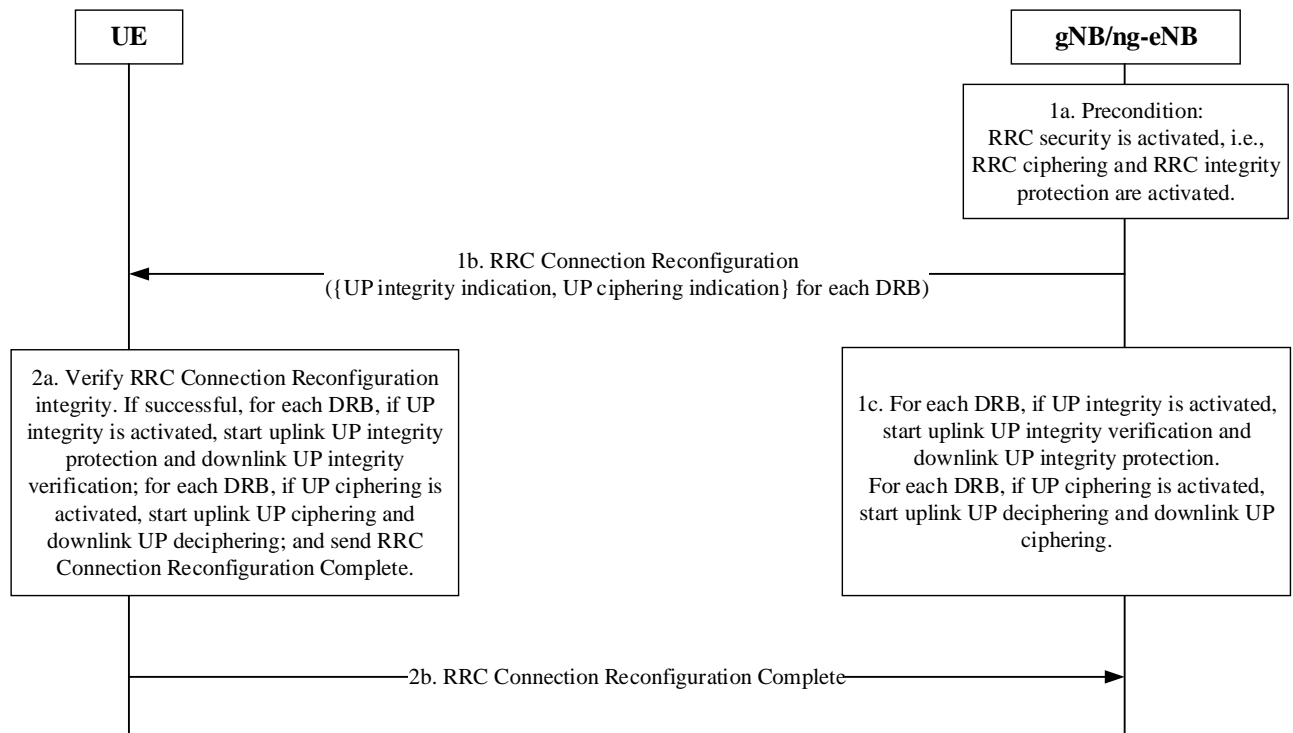 UE
gNB/ng-eNB
1a. Precondition:
RRC security is activated, i.e.,
RRC ciphering and RRC integrity
protection are activated.
1b. RRC Connection Reconfiguration
({UP integrity indication, UP ciphering indication} for each DRB)
2a. Verify RRC Connection Reconfiguration
integrity. If successful, for each DRB, if UP
integrity is activated, start uplink UP integrity
protection and downlink UP integrity
verification; for each DRB, if UP ciphering is
activated, start uplink UP ciphering and
downlink UP deciphering; and send RRC
Connection Reconfiguration Complete.
1c. For each DRB, if UP integrity is activated,
start uplink UP integrity verification and
downlink UP integrity protection.
For each DRB, if UP ciphering is activated,
start uplink UP deciphering and downlink UP
ciphering.
2b. RRC Connection Reconfiguration Complete